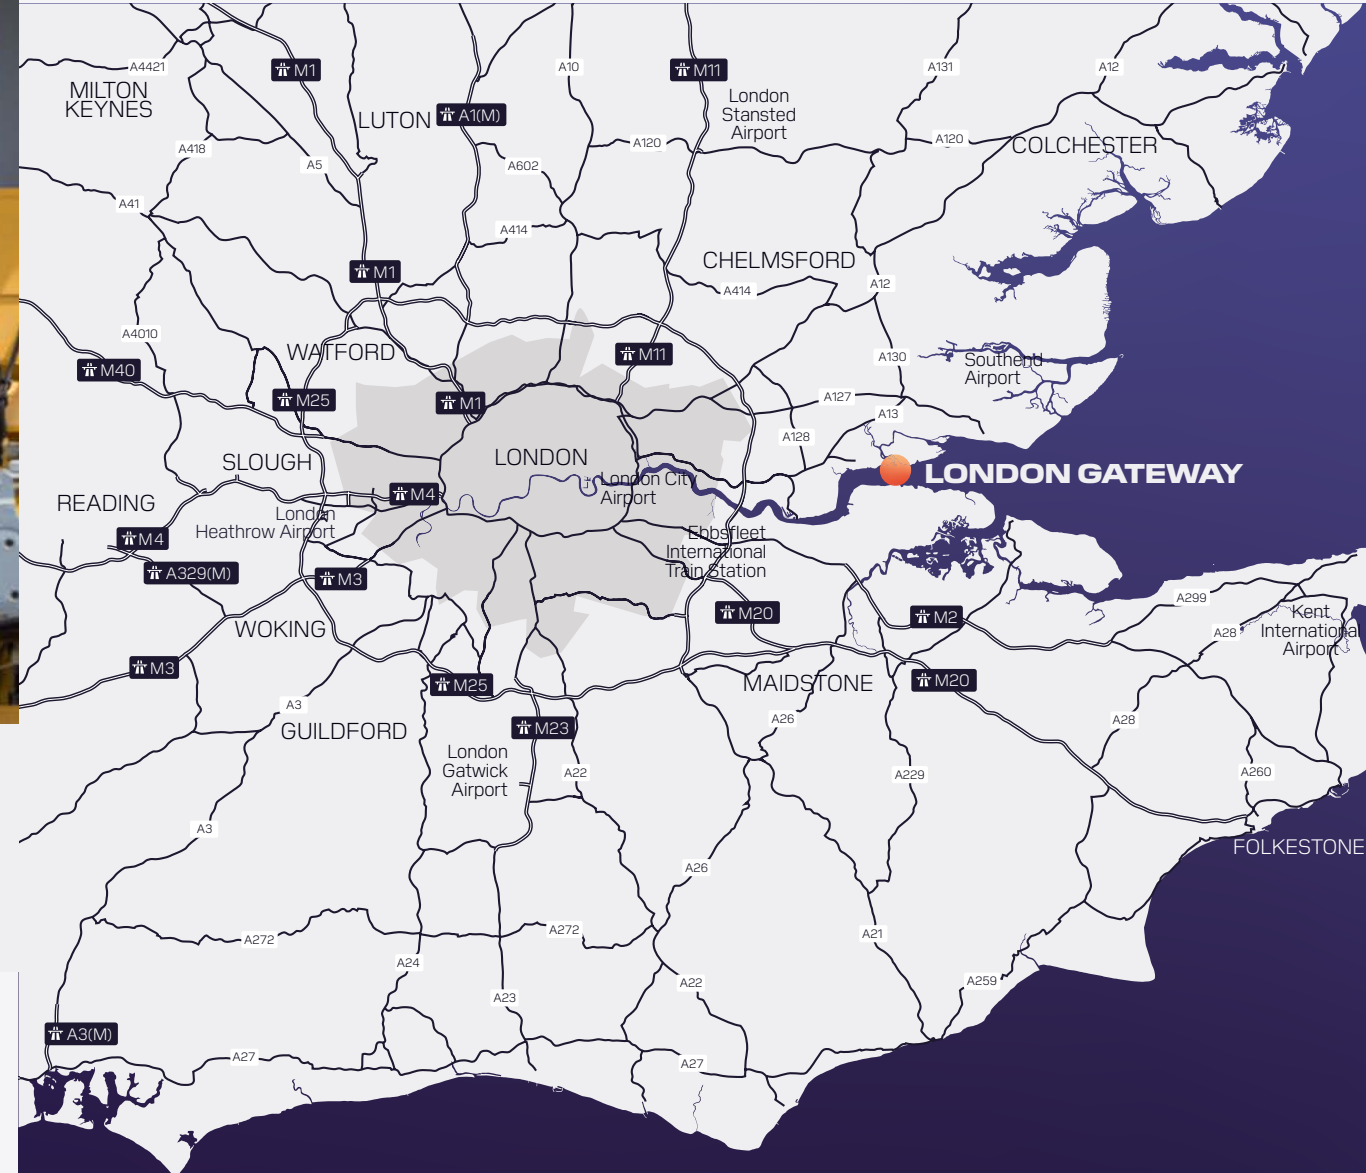 A4421
M1
A10
M11
A131
A12
MILTON
KEYNES
LUTON
A1(M)
London
Stansted
Airport
A418
A5
A602
A120
A120
COLCHESTER
A41
A414
M1
CHELMSFORD
A414
A12
A4010
WATFORD
M11
A130
Southend
Airport
M40
M25
M1
A127
A13
A128
SLOUGH
LONDON
London City
Airport
LONDON GATEWAY
READING
M4
London
Heathrow Airport
M4
Ebbsfleet
International
Train Station
A329(M)
M3
A299
M20
M2
A28
Kent
International
Airport
WOKING
M3
M25
MAIDSTONE
M20
A3
A26
A28
GUILDFORD
M23
London
Gatwick
Airport
A22
A229
A260
A3
FOLKESTONE
A26
A272
A272
A21
A24
A22
A259
A23
A3(M)
A27
A27